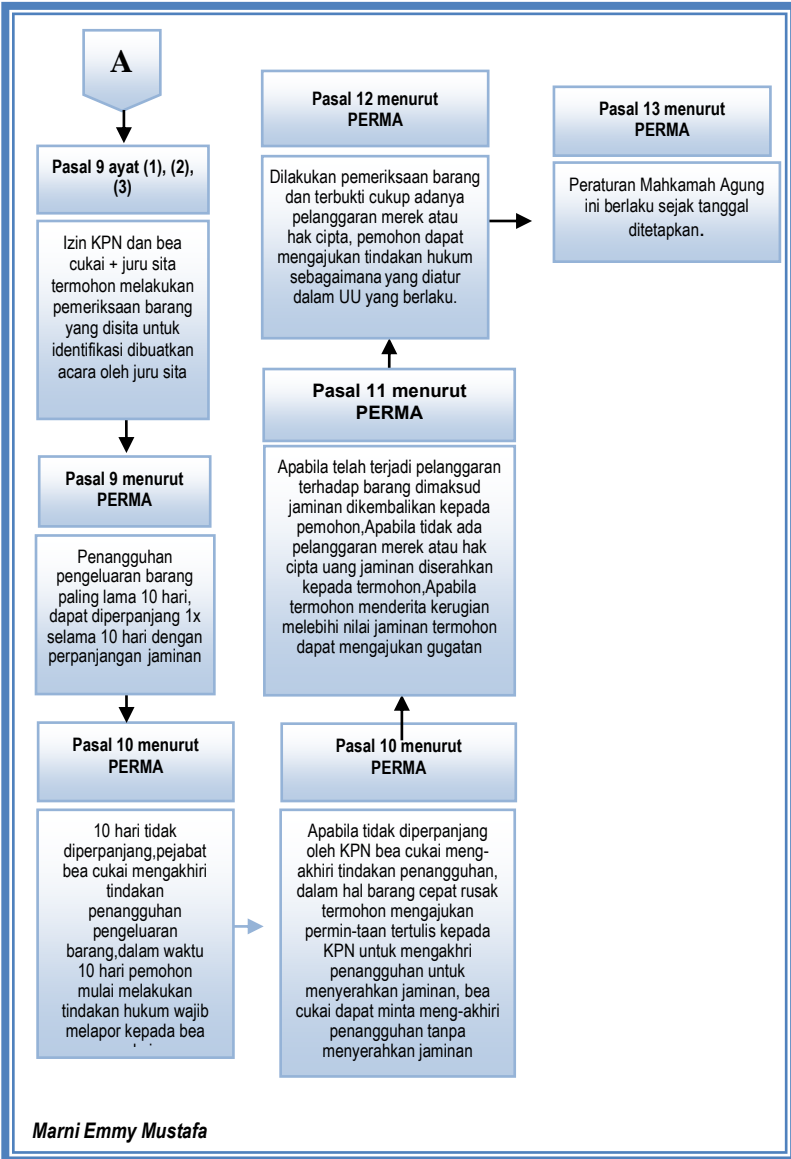 A
Pasal 9 ayat (1), (2),
(3)
Izin KPN dan bea
cukai + juru sita
termohon melakukan
pemeriksaan barang
yang disita untuk
identifikasi dibuatkan
acara oleh juru sita
Pasal 9 menurut
PERMA
Penangguhan
pengeluaran barang
paling lama 10 hari,
dapat diperpanjang 1x
selama 10 hari dengan
perpanjangan jaminan
Pasal 10 menurut
PERMA
10 hari tidak
diperpanjang,pejabat
bea cukai mengakhiri
tindakan
penangguhan
pengeluaran
barang,dalam waktu
10 hari pemohon
mulai melakukan
tindakan hukum wajib
melapor kepada bea
Pasal 10 menurut
PERMA
Apabila tidak diperpanjang
oleh KPN bea cukai meng-
akhiri tindakan penangguhan,
dalam hal barang cepat rusak
termohon mengajukan
permin-taan tertulis kepada
KPN untuk mengakhri
penangguhan untuk
menyerahkan jaminan, bea
cukai dapat minta meng-akhiri
penangguhan tanpa
menyerahkan jaminan
Pasal 11 menurut
PERMA
Apabila telah terjadi pelanggaran
terhadap barang dimaksud
jaminan dikembalikan kepada
pemohon,Apabila tidak ada
pelanggaran merek atau hak
cipta uang jaminan diserahkan
kepada termohon,Apabila
termohon menderita kerugian
melebihi nilai jaminan termohon
dapat mengajukan gugatan
Pasal 12 menurut
PERMA
Dilakukan pemeriksaan barang
dan terbukti cukup adanya
pelanggaran merek atau
hak cipta, pemohon dapat
mengajukan tindakan hukum
sebagaimana yang diatur
dalam UU yang berlaku.
Pasal 13 menurut
PERMA
Peraturan Mahkamah Agung
ini berlaku sejak tanggal
ditetapkan.
Marni Emmy Mustafa